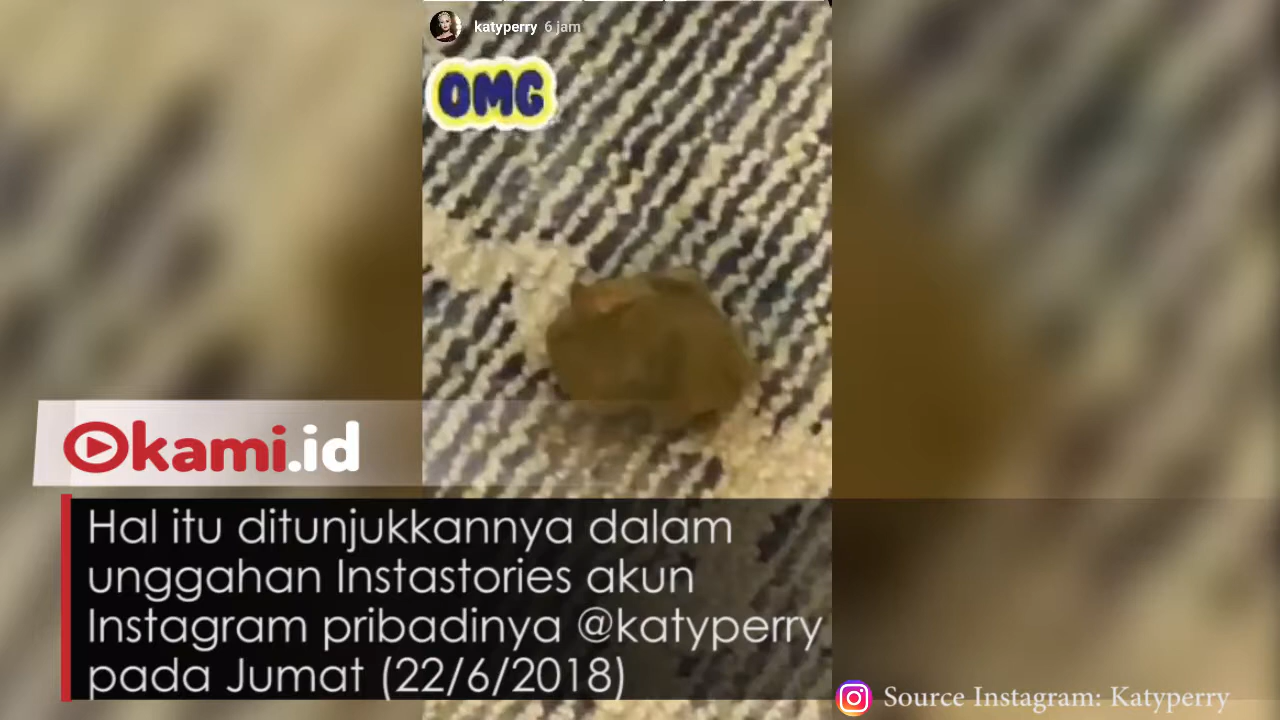 katyperry 6 jam
OMG
Okami.id
Hal itu ditunjukkannya dalam
unggahan Instastories akun
Instagram pribadinya @katyperry
pada Jumat (22/6/2018)
Source Instagram: Katyperry